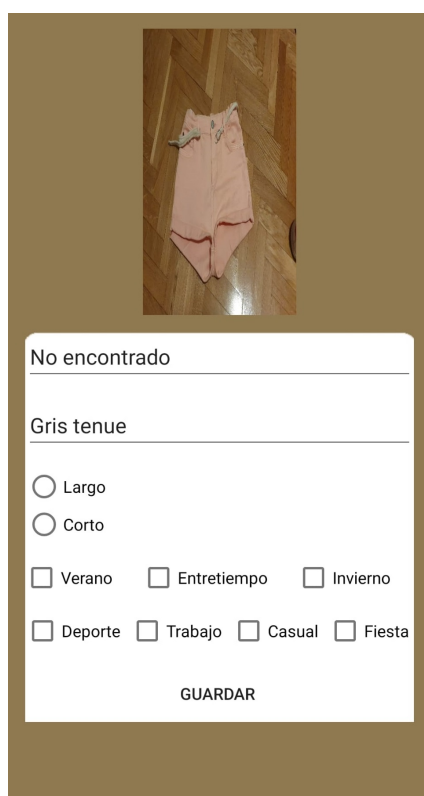 No encontrado
Gris tenue
Largo
Corto
Verano Entretiempo Invierno
Deporte Trabajo Casual Fiesta
GUARDAR